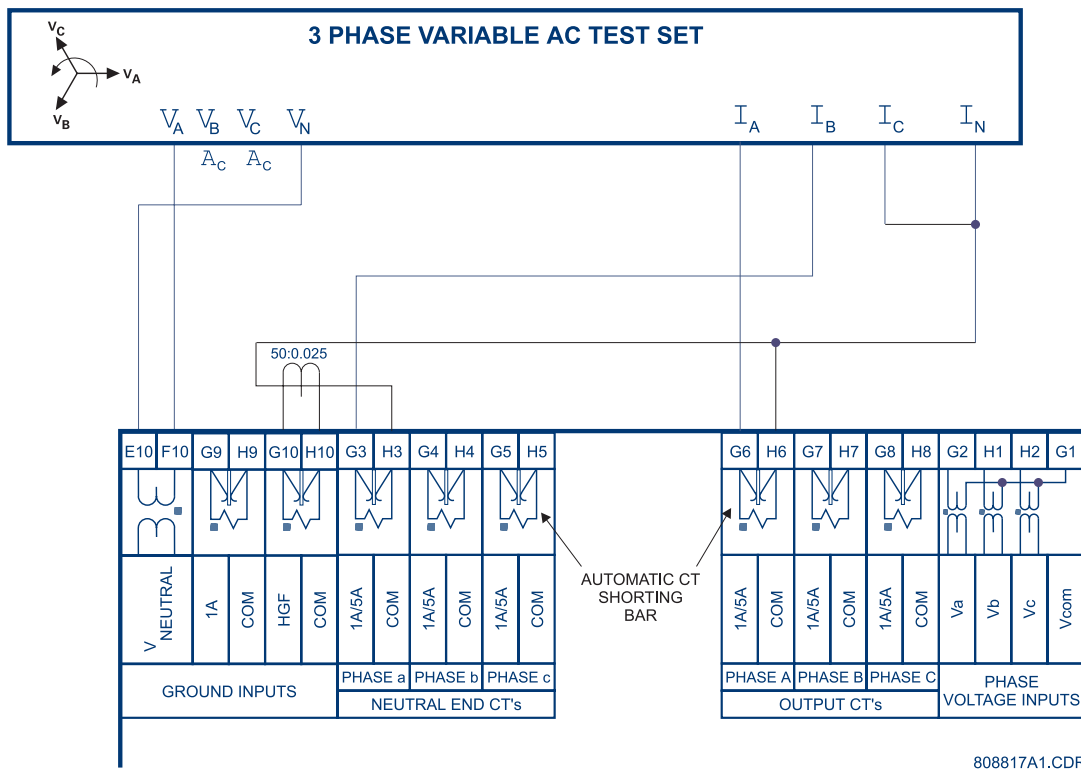 3 PHASE VARIABLE AC TEST SET
VC
VA
VB
VA VB VC VN
AC AC
IA IB IC IN
50:0.025
E10 F10 G9 H9 G10 H10 G3 H3 G4 H4 G5 H5
G6 H6 G7 H7 G8 H8 G2 H1 H2 G1
AUTOMATIC CT
SHORTING
BAR
V NEUTRAL
1A
COM
HGF
COM
1A/5A
COM
1A/5A
COM
1A/5A
COM
1A/5A
COM
1A/5A
COM
1A/5A
COM
Va
Vb
Vc
Vcom
GROUND INPUTS
PHASE a PHASE b PHASE c
NEUTRAL END CT's
PHASE A PHASE B PHASE C
OUTPUT CT's
PHASE
VOLTAGE INPUTS
808817A1.CDR